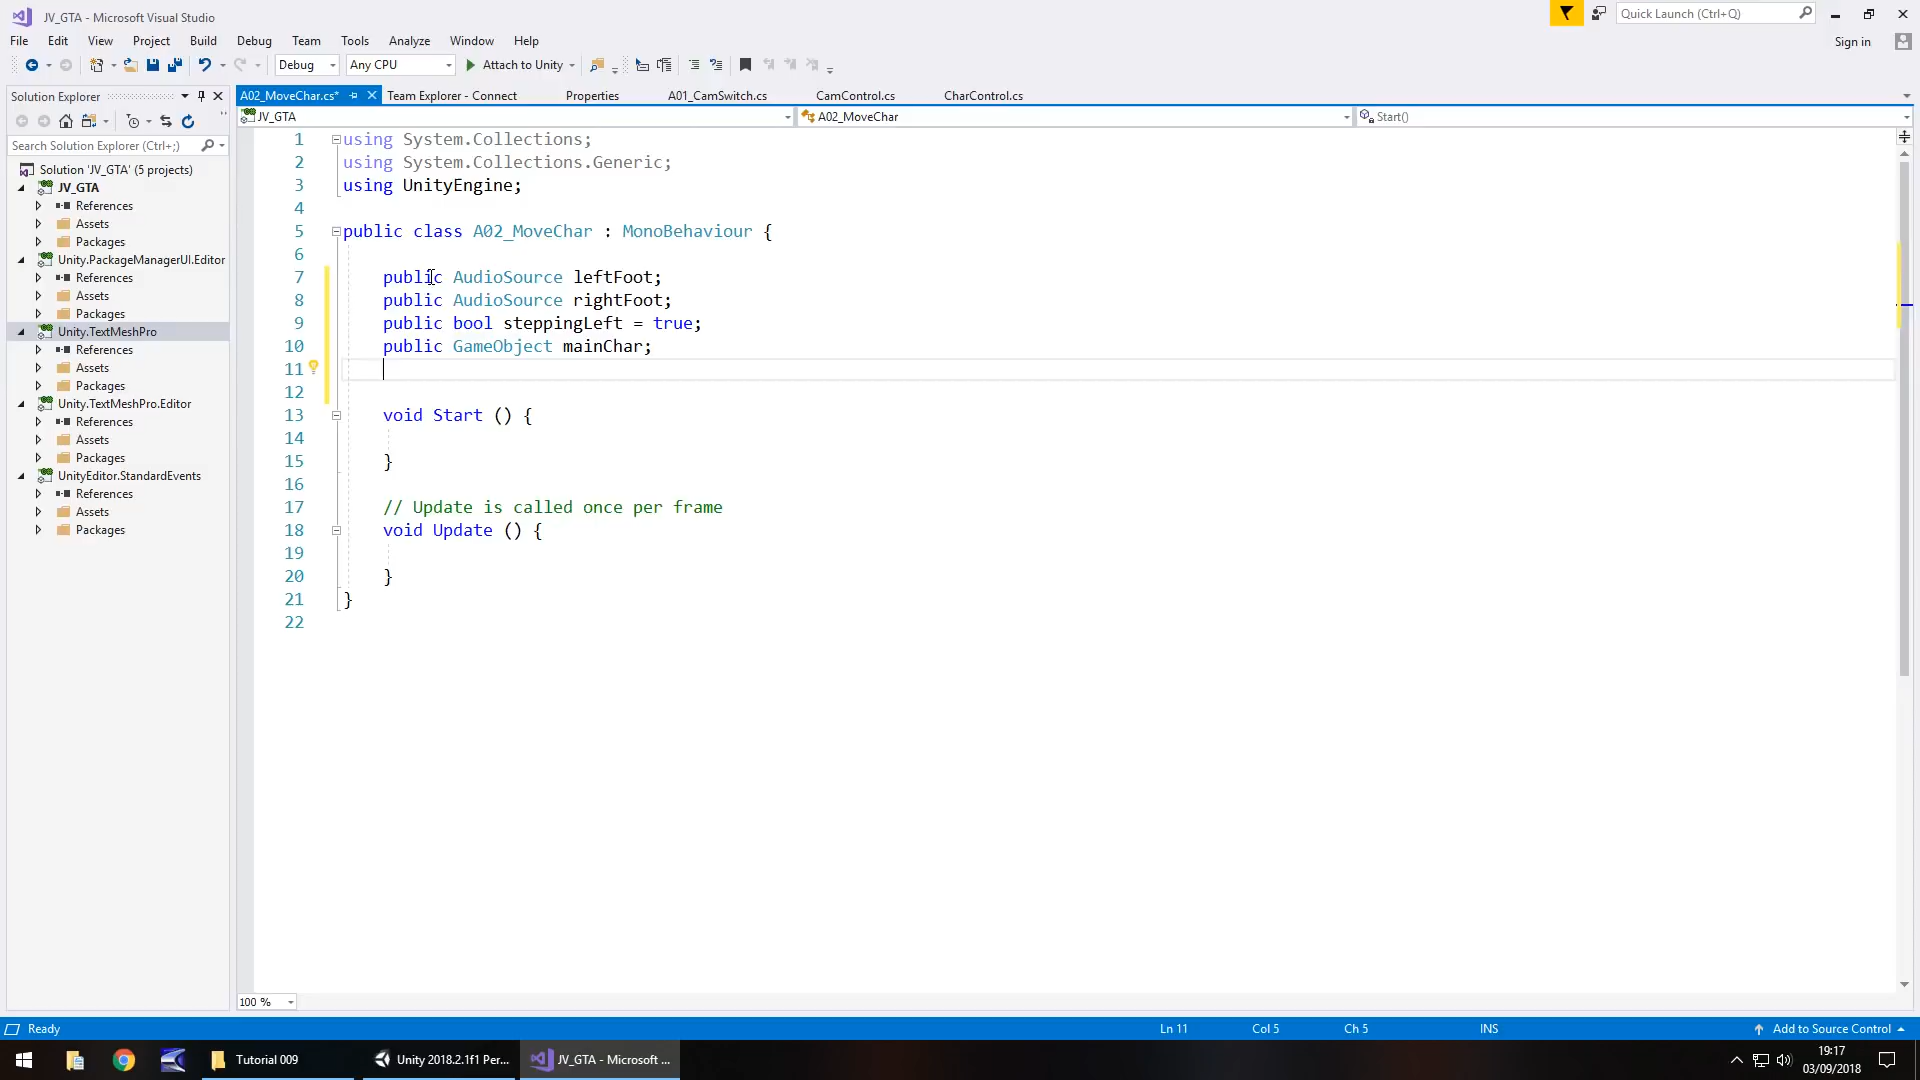 JV_GTA - Microsoft Visual Studio
Quick Launch (Ctrl+Q)
File Edit View Project Build Debug Team Tools Analyze Window Help
Sign in
Debug Any CPU Attach to Unity
Solution Explorer
A02_MoveChar.cs* Team Explorer - Connect Properties A01_CamSwitch.cs CamControl.cs CharControl.cs
JV_GTA A02_MoveChar Start()
Search Solution Explorer (Ctrl+;)
Solution 'JV_GTA' (5 projects)
JV_GTA
References
Assets
Packages
Unity.PackageManagerUI.Editor
References
Assets
Packages
Unity.TextMeshPro
References
Assets
Packages
Unity.TextMeshPro.Editor
References
Assets
Packages
UnityEditor.StandardEvents
References
Assets
Packages
1 using System.Collections;
2 using System.Collections.Generic;
3 using UnityEngine;
4
5 public class A02_MoveChar : MonoBehaviour {
6
7 public AudioSource leftFoot;
8 public AudioSource rightFoot;
9 public bool steppingLeft = true;
10 public GameObject mainChar;
11
12
13 void Start () {
14
15 }
16
17 // Update is called once per frame
18 void Update () {
19
20 }
21 }
22
100 %
Ready Ln 11 Col 5 Ch 5 INS Add to Source Control
Tutorial 009 Unity 2018.2.1f1 Per... JV_GTA - Microsoft ... 19:17
03/09/2018